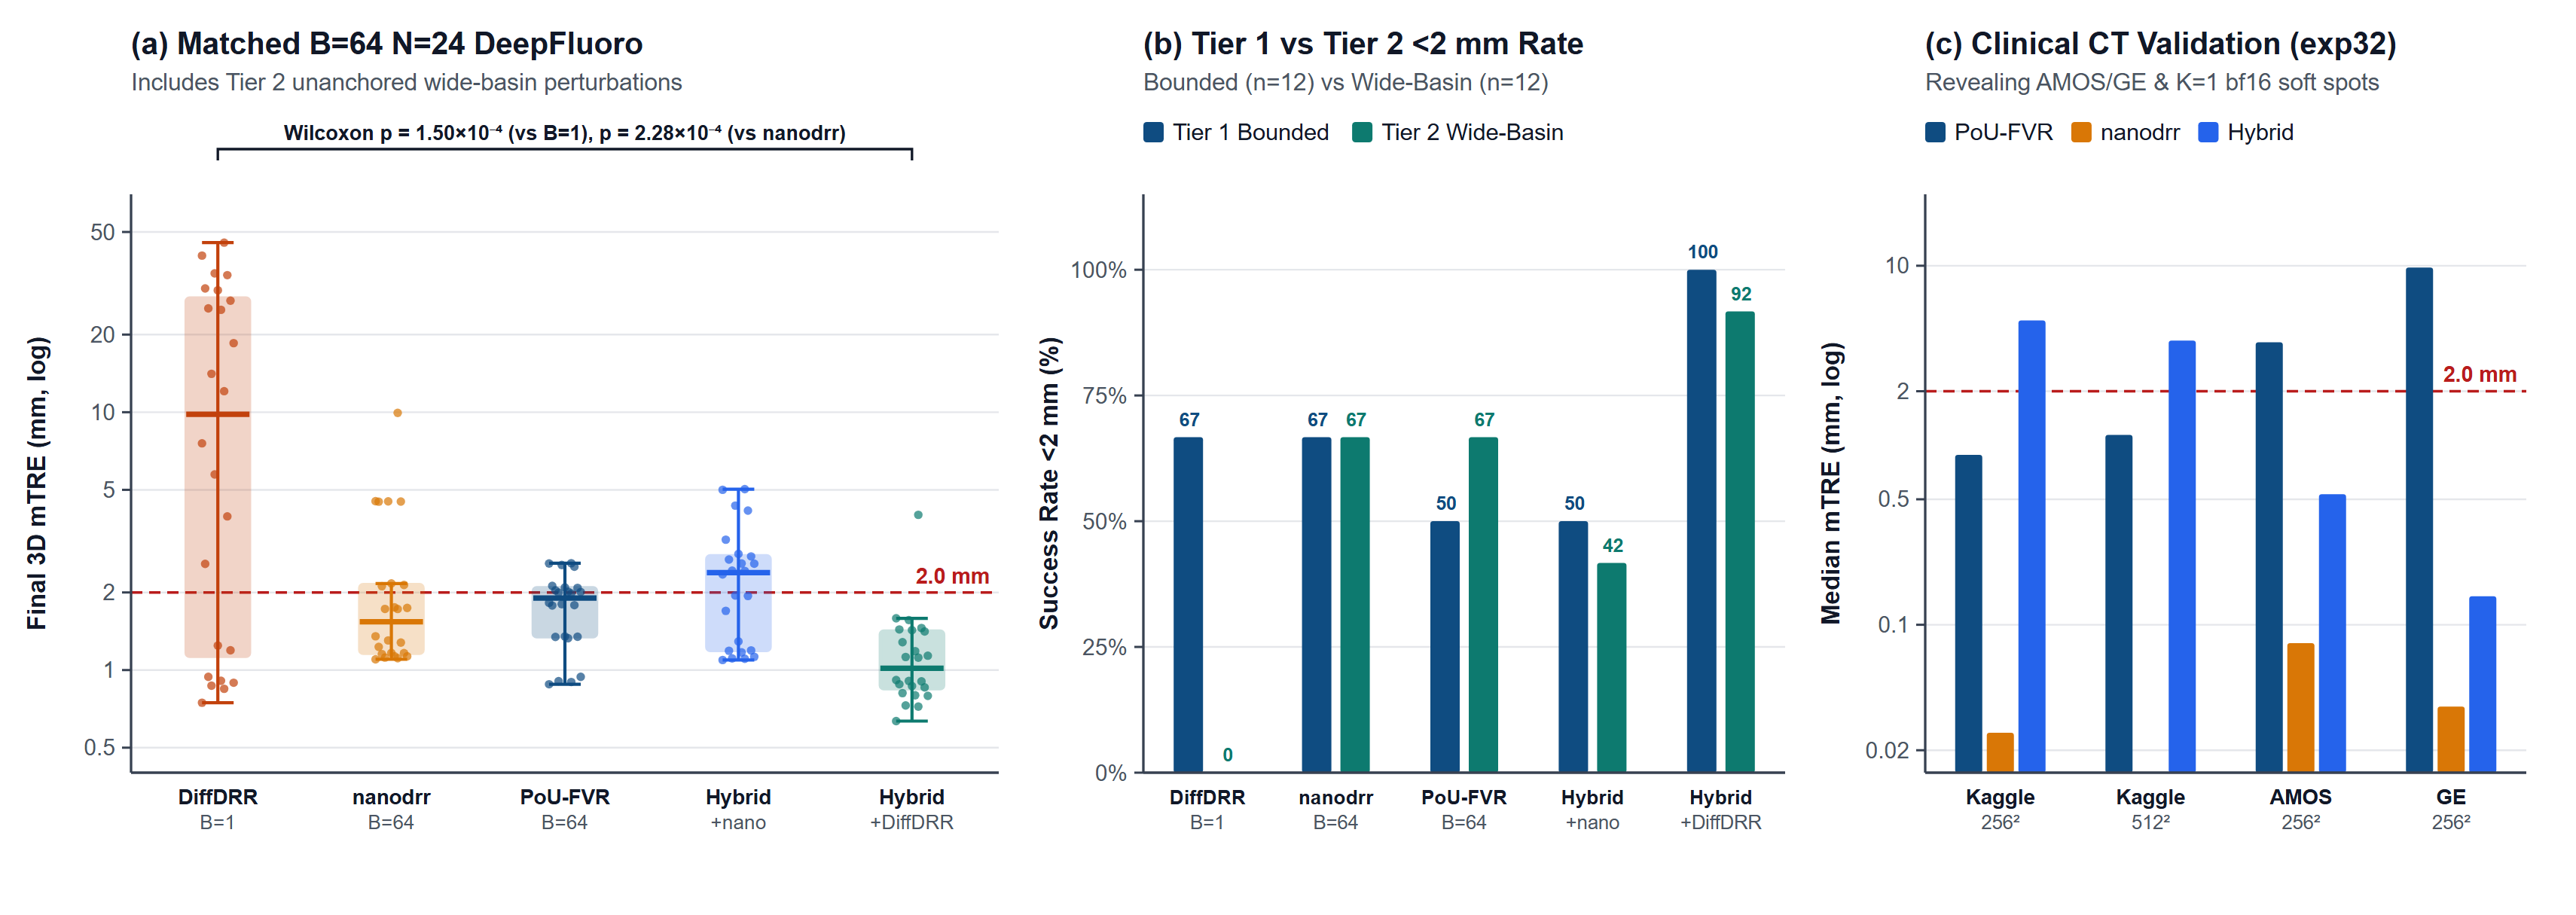 (a) Matched B=64 N=24 DeepFluoro
Includes Tier 2 unanchored wide-basin perturbations
Wilcoxon p = 1.50×10⁻⁴ (vs B=1), p = 2.28×10⁻⁴ (vs nanodrr)
Final 3D mTRE (mm, log)
50
20
10
5
2
1
0.5
2.0 mm
DiffDRR
B=1
nanodrr
B=64
PoU-FVR
B=64
Hybrid
+nano
Hybrid
+DiffDRR
(b) Tier 1 vs Tier 2 <2 mm Rate
Bounded (n=12) vs Wide-Basin (n=12)
Tier 1 Bounded
Tier 2 Wide-Basin
Success Rate <2 mm (%)
100%
75%
50%
25%
0%
67
0
67
67
50
67
50
42
100
92
DiffDRR
B=1
nanodrr
B=64
PoU-FVR
B=64
Hybrid
+nano
Hybrid
+DiffDRR
(c) Clinical CT Validation (exp32)
Revealing AMOS/GE & K=1 bf16 soft spots
PoU-FVR
nanodrr
Hybrid
Median mTRE (mm, log)
10
2
0.5
0.1
0.02
2.0 mm
Kaggle
256²
Kaggle
512²
AMOS
256²
GE
256²